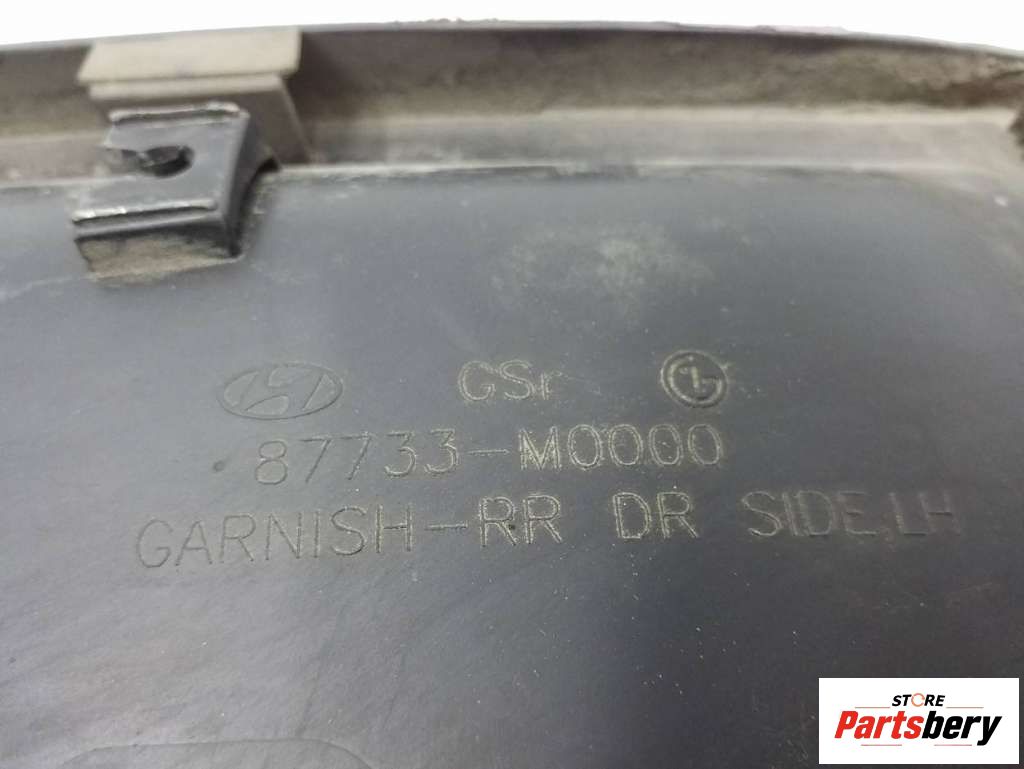 GSr
87733-M0000
GARNISH-RR DR SIDE,LH
STORE
Partsbery